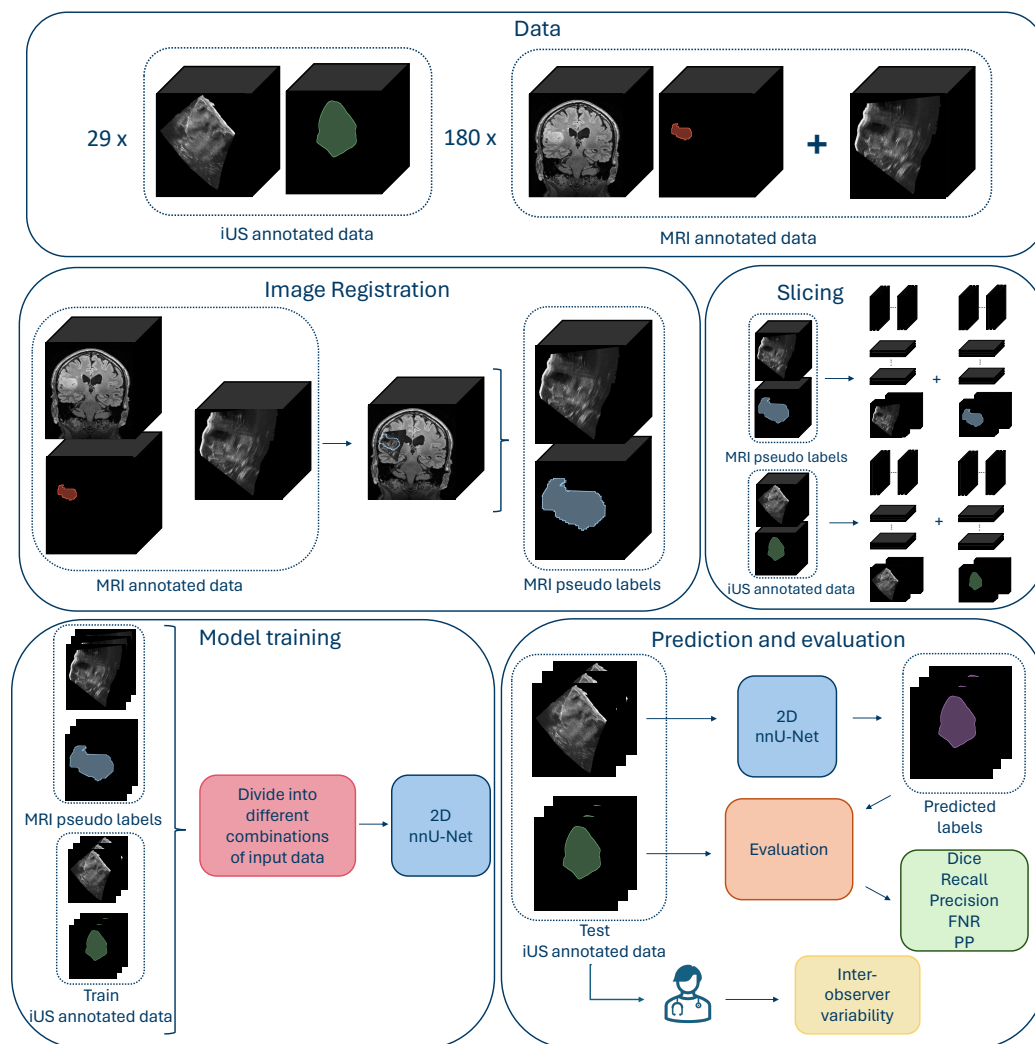 Data
29 x
180 x
+
iUS annotated data
MRI annotated data
Image Registration
MRI annotated data
MRI pseudo labels
Slicing
+
MRI pseudo labels
+
iUS annotated data
Model training
MRI pseudo labels
Train
iUS annotated data
Divide into
different
combinations
of input data
2D
nnU-Net
Prediction and evaluation
2D
nnU-Net
Predicted
labels
Evaluation
Test
iUS annotated data
Dice
Recall
Precision
FNR
PP
Inter-
observer
variability